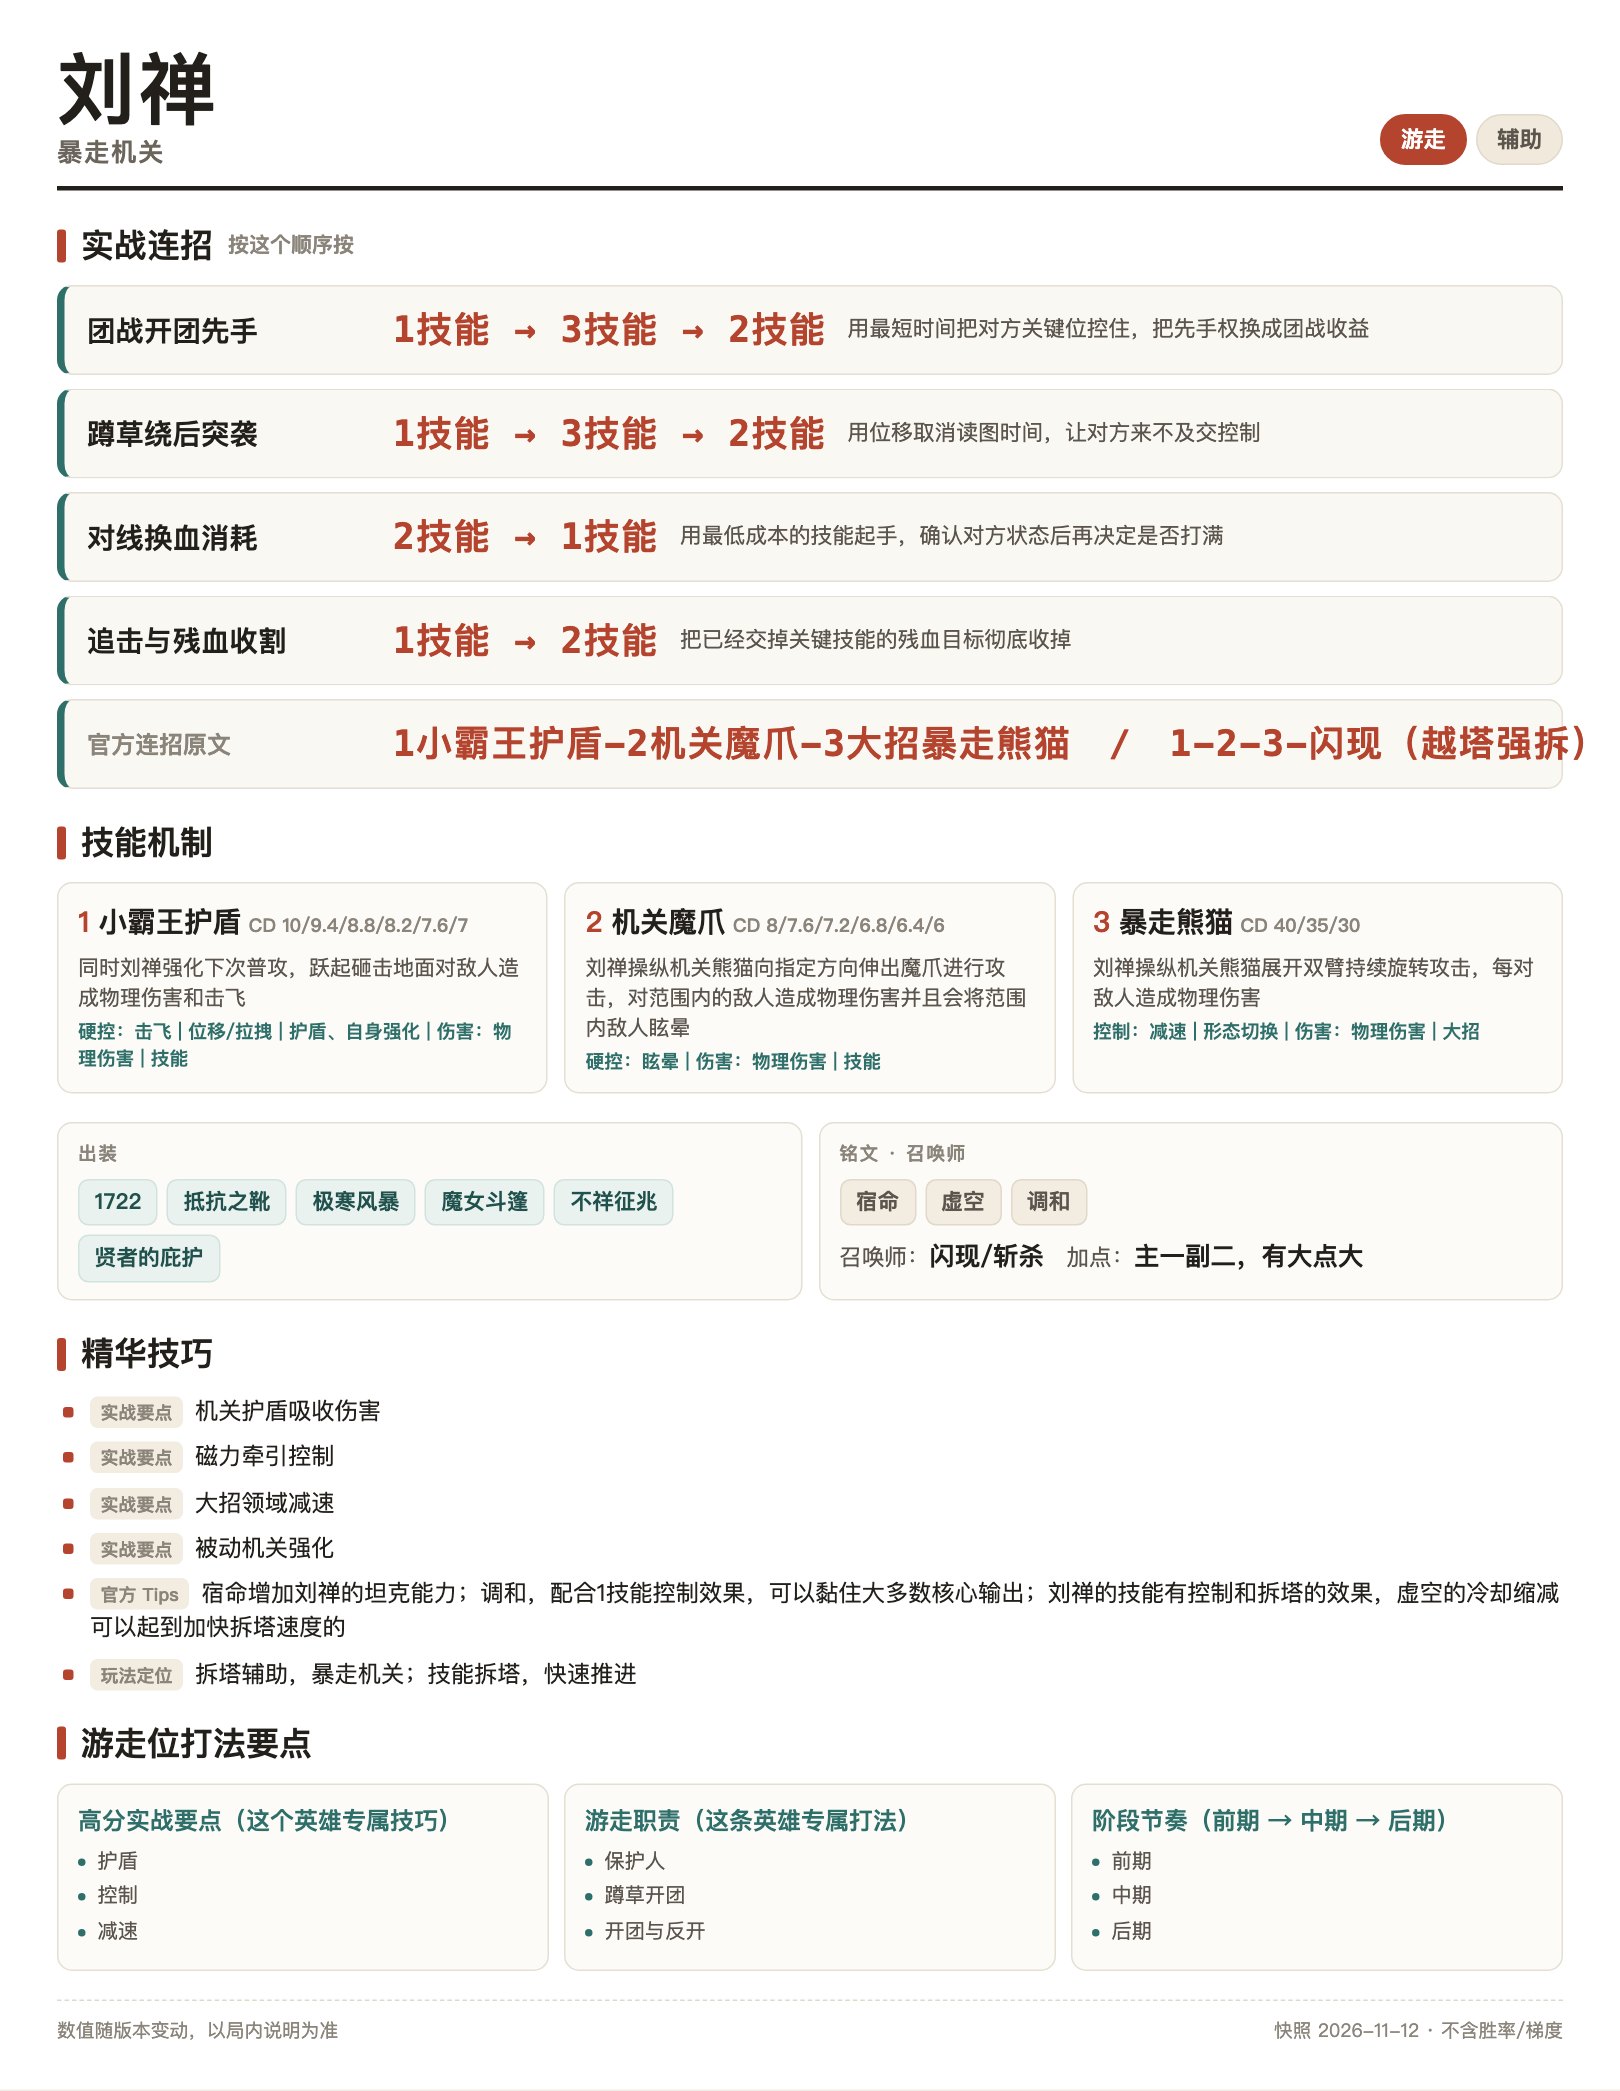 刘禅
暴走机关
游走
辅助
实战连招 按这个顺序按
团战开团先手 1技能 → 3技能 → 2技能 用最短时间把对方关键位控住，把先手权换成团战收益
蹲草绕后突袭 1技能 → 3技能 → 2技能 用位移取消读图时间，让对方来不及交控制
对线换血消耗 2技能 → 1技能 用最低成本的技能起手，确认对方状态后再决定是否打满
追击与残血收割 1技能 → 2技能 把已经交掉关键技能的残血目标彻底收掉
官方连招原文 1小霸王护盾–2机关魔爪–3大招暴走熊猫 / 1–2–3–闪现（越塔强拆）
技能机制
1 小霸王护盾 CD 10/9.4/8.8/8.2/7.6/7
同时刘禅强化下次普攻，跃起砸击地面对敌人造
成物理伤害和击飞
硬控：击飞 | 位移/拉拽 | 护盾、自身强化 | 伤害：物
理伤害 | 技能
2 机关魔爪 CD 8/7.6/7.2/6.8/6.4/6
刘禅操纵机关熊猫向指定方向伸出魔爪进行攻
击，对范围内的敌人造成物理伤害并且会将范围
内敌人眩晕
硬控：眩晕 | 伤害：物理伤害 | 技能
3 暴走熊猫 CD 40/35/30
刘禅操纵机关熊猫展开双臂持续旋转攻击，每对
敌人造成物理伤害
控制：减速 | 形态切换 | 伤害：物理伤害 | 大招
出装
1722 抵抗之靴 极寒风暴 魔女斗篷 不祥征兆
贤者的庇护
铭文 · 召唤师
宿命 虚空 调和
召唤师：闪现/斩杀 加点：主一副二，有大点大
精华技巧
实战要点 机关护盾吸收伤害
实战要点 磁力牵引控制
实战要点 大招领域减速
实战要点 被动机关强化
官方 Tips 宿命增加刘禅的坦克能力；调和，配合1技能控制效果，可以黏住大多数核心输出；刘禅的技能有控制和拆塔的效果，虚空的冷却缩减
可以起到加快拆塔速度的
玩法定位 拆塔辅助，暴走机关；技能拆塔，快速推进
游走位打法要点
高分实战要点（这个英雄专属技巧）
护盾
控制
减速
游走职责（这条英雄专属打法）
保护人
蹲草开团
开团与反开
阶段节奏（前期 → 中期 → 后期）
前期
中期
后期
数值随版本变动，以局内说明为准
快照 2026–11–12 · 不含胜率/梯度